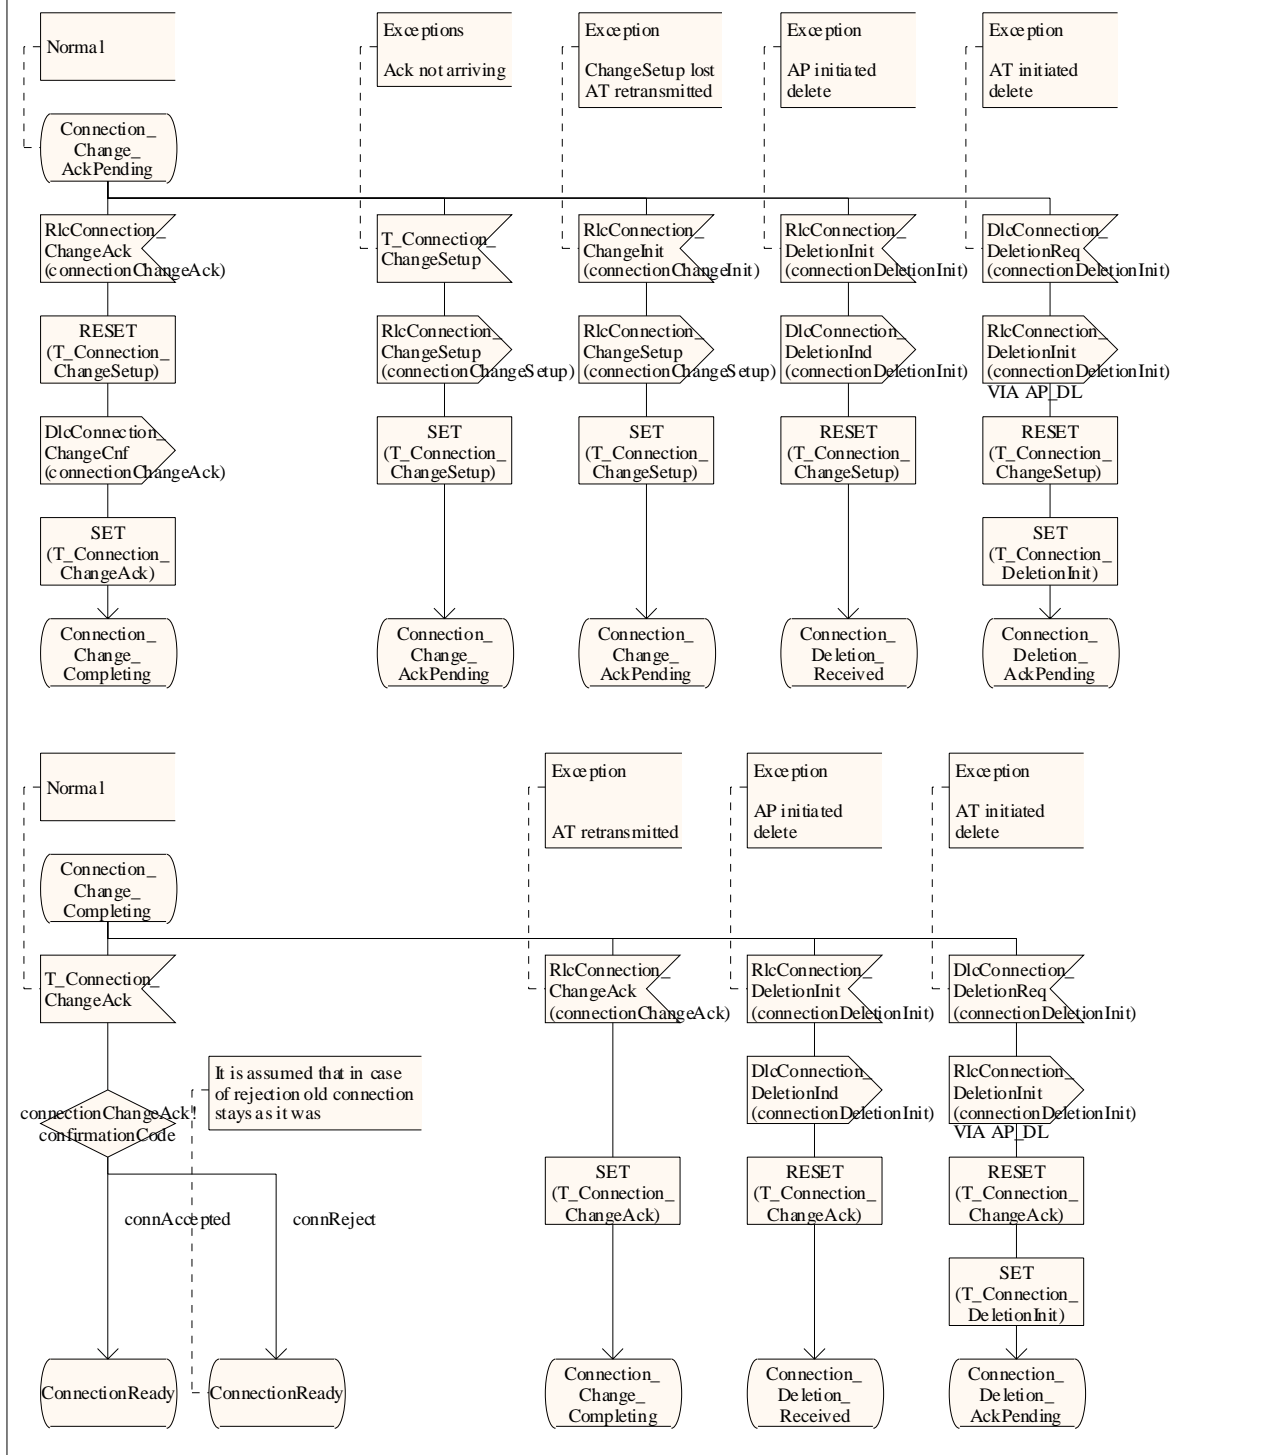 Normal
Exceptions
Ack not arriving
Exception
ChangeSetup lost
AT retransmitted
Exception
AP initiated
delete
Exception
AT initiated
delete
Connection_
Change_
AckPending
RlcConnection_
ChangeAck
(connectionChangeAck)
T_Connection_
ChangeSetup
RlcConnection_
ChangeInit
(connectionChangeInit)
RlcConnection_
DeletionInit
(connectionDeletionInit)
DlcConnection_
DeletionReq
(connectionDeletionInit)
RESET
(T_Connection_
ChangeSetup)
RlcConnection_
ChangeSetup
(connectionChangeSetup)
RlcConnection_
ChangeSetup
(connectionChangeSetup)
DlcConnection_
DeletionInd
(connectionDeletionInit)
RlcConnection_
DeletionInit
(connectionDeletionInit)
VIA AP_DL
DlcConnection_
ChangeCnf
(connectionChangeAck)
SET
(T_Connection_
ChangeSetup)
SET
(T_Connection_
ChangeSetup)
RESET
(T_Connection_
ChangeSetup)
RESET
(T_Connection_
ChangeSetup)
SET
(T_Connection_
ChangeAck)
SET
(T_Connection_
DeletionInit)
Connection_
Change_
Completing
Connection_
Change_
AckPending
Connection_
Change_
AckPending
Connection_
Deletion_
Received
Connection_
Deletion_
AckPending
Normal
Exception
AT retransmitted
Exception
AP initiated
delete
Exception
AT initiated
delete
Connection_
Change_
Completing
T_Connection_
ChangeAck
RlcConnection_
ChangeAck
(connectionChangeAck)
RlcConnection_
DeletionInit
(connectionDeletionInit)
DlcConnection_
DeletionReq
(connectionDeletionInit)
It is assumed that in case
of rejection old connection
stays as it was
connectionChangeAck!
confirmationCode
DlcConnection_
DeletionInd
(connectionDeletionInit)
RlcConnection_
DeletionInit
(connectionDeletionInit)
VIA AP_DL
SET
(T_Connection_
ChangeAck)
RESET
(T_Connection_
ChangeAck)
RESET
(T_Connection_
ChangeAck)
connAccepted
connReject
SET
(T_Connection_
DeletionInit)
ConnectionReady
ConnectionReady
Connection_
Change_
Completing
Connection_
Deletion_
Received
Connection_
Deletion_
AckPending